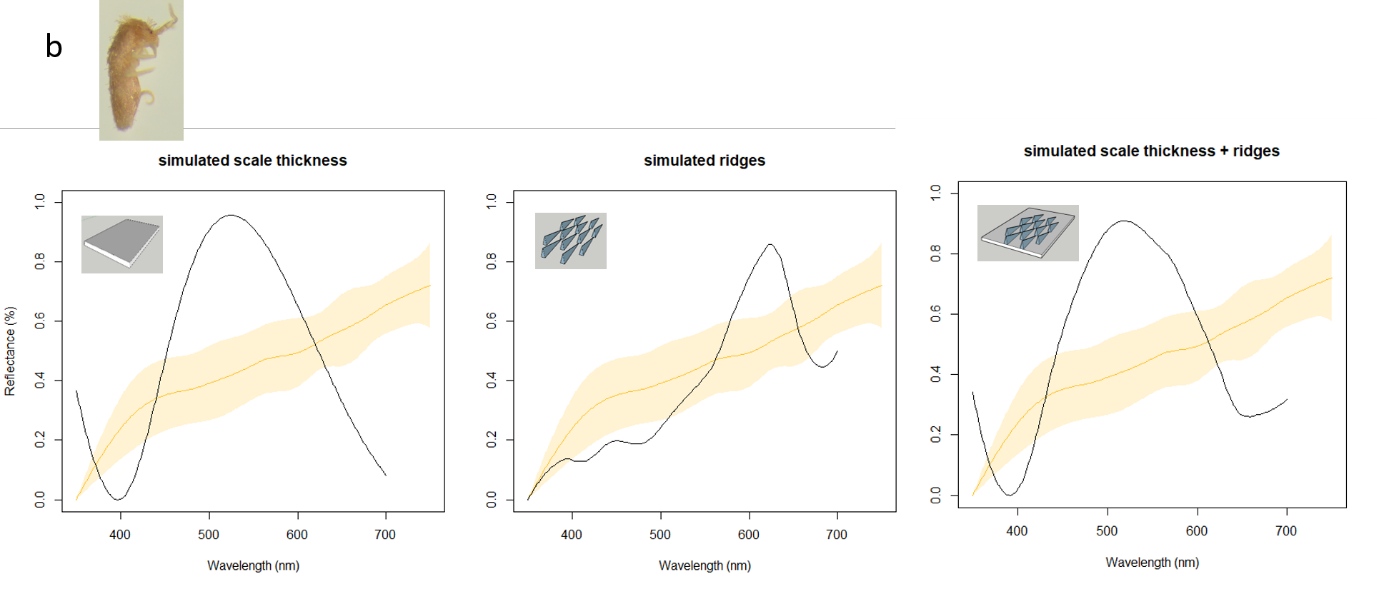 b
simulated scale thickness
simulated ridges
simulated scale thickness + ridges
Reflectance (%)
1.0
0.8
0.6
0.4
0.2
0.0
400 500 600 700
Wavelength (nm)
1.0
0.8
0.6
0.4
0.2
0.0
400 500 600 700
Wavelength (nm)
1.0
0.8
0.6
0.4
0.2
0.0
400 500 600 700
Wavelength (nm)